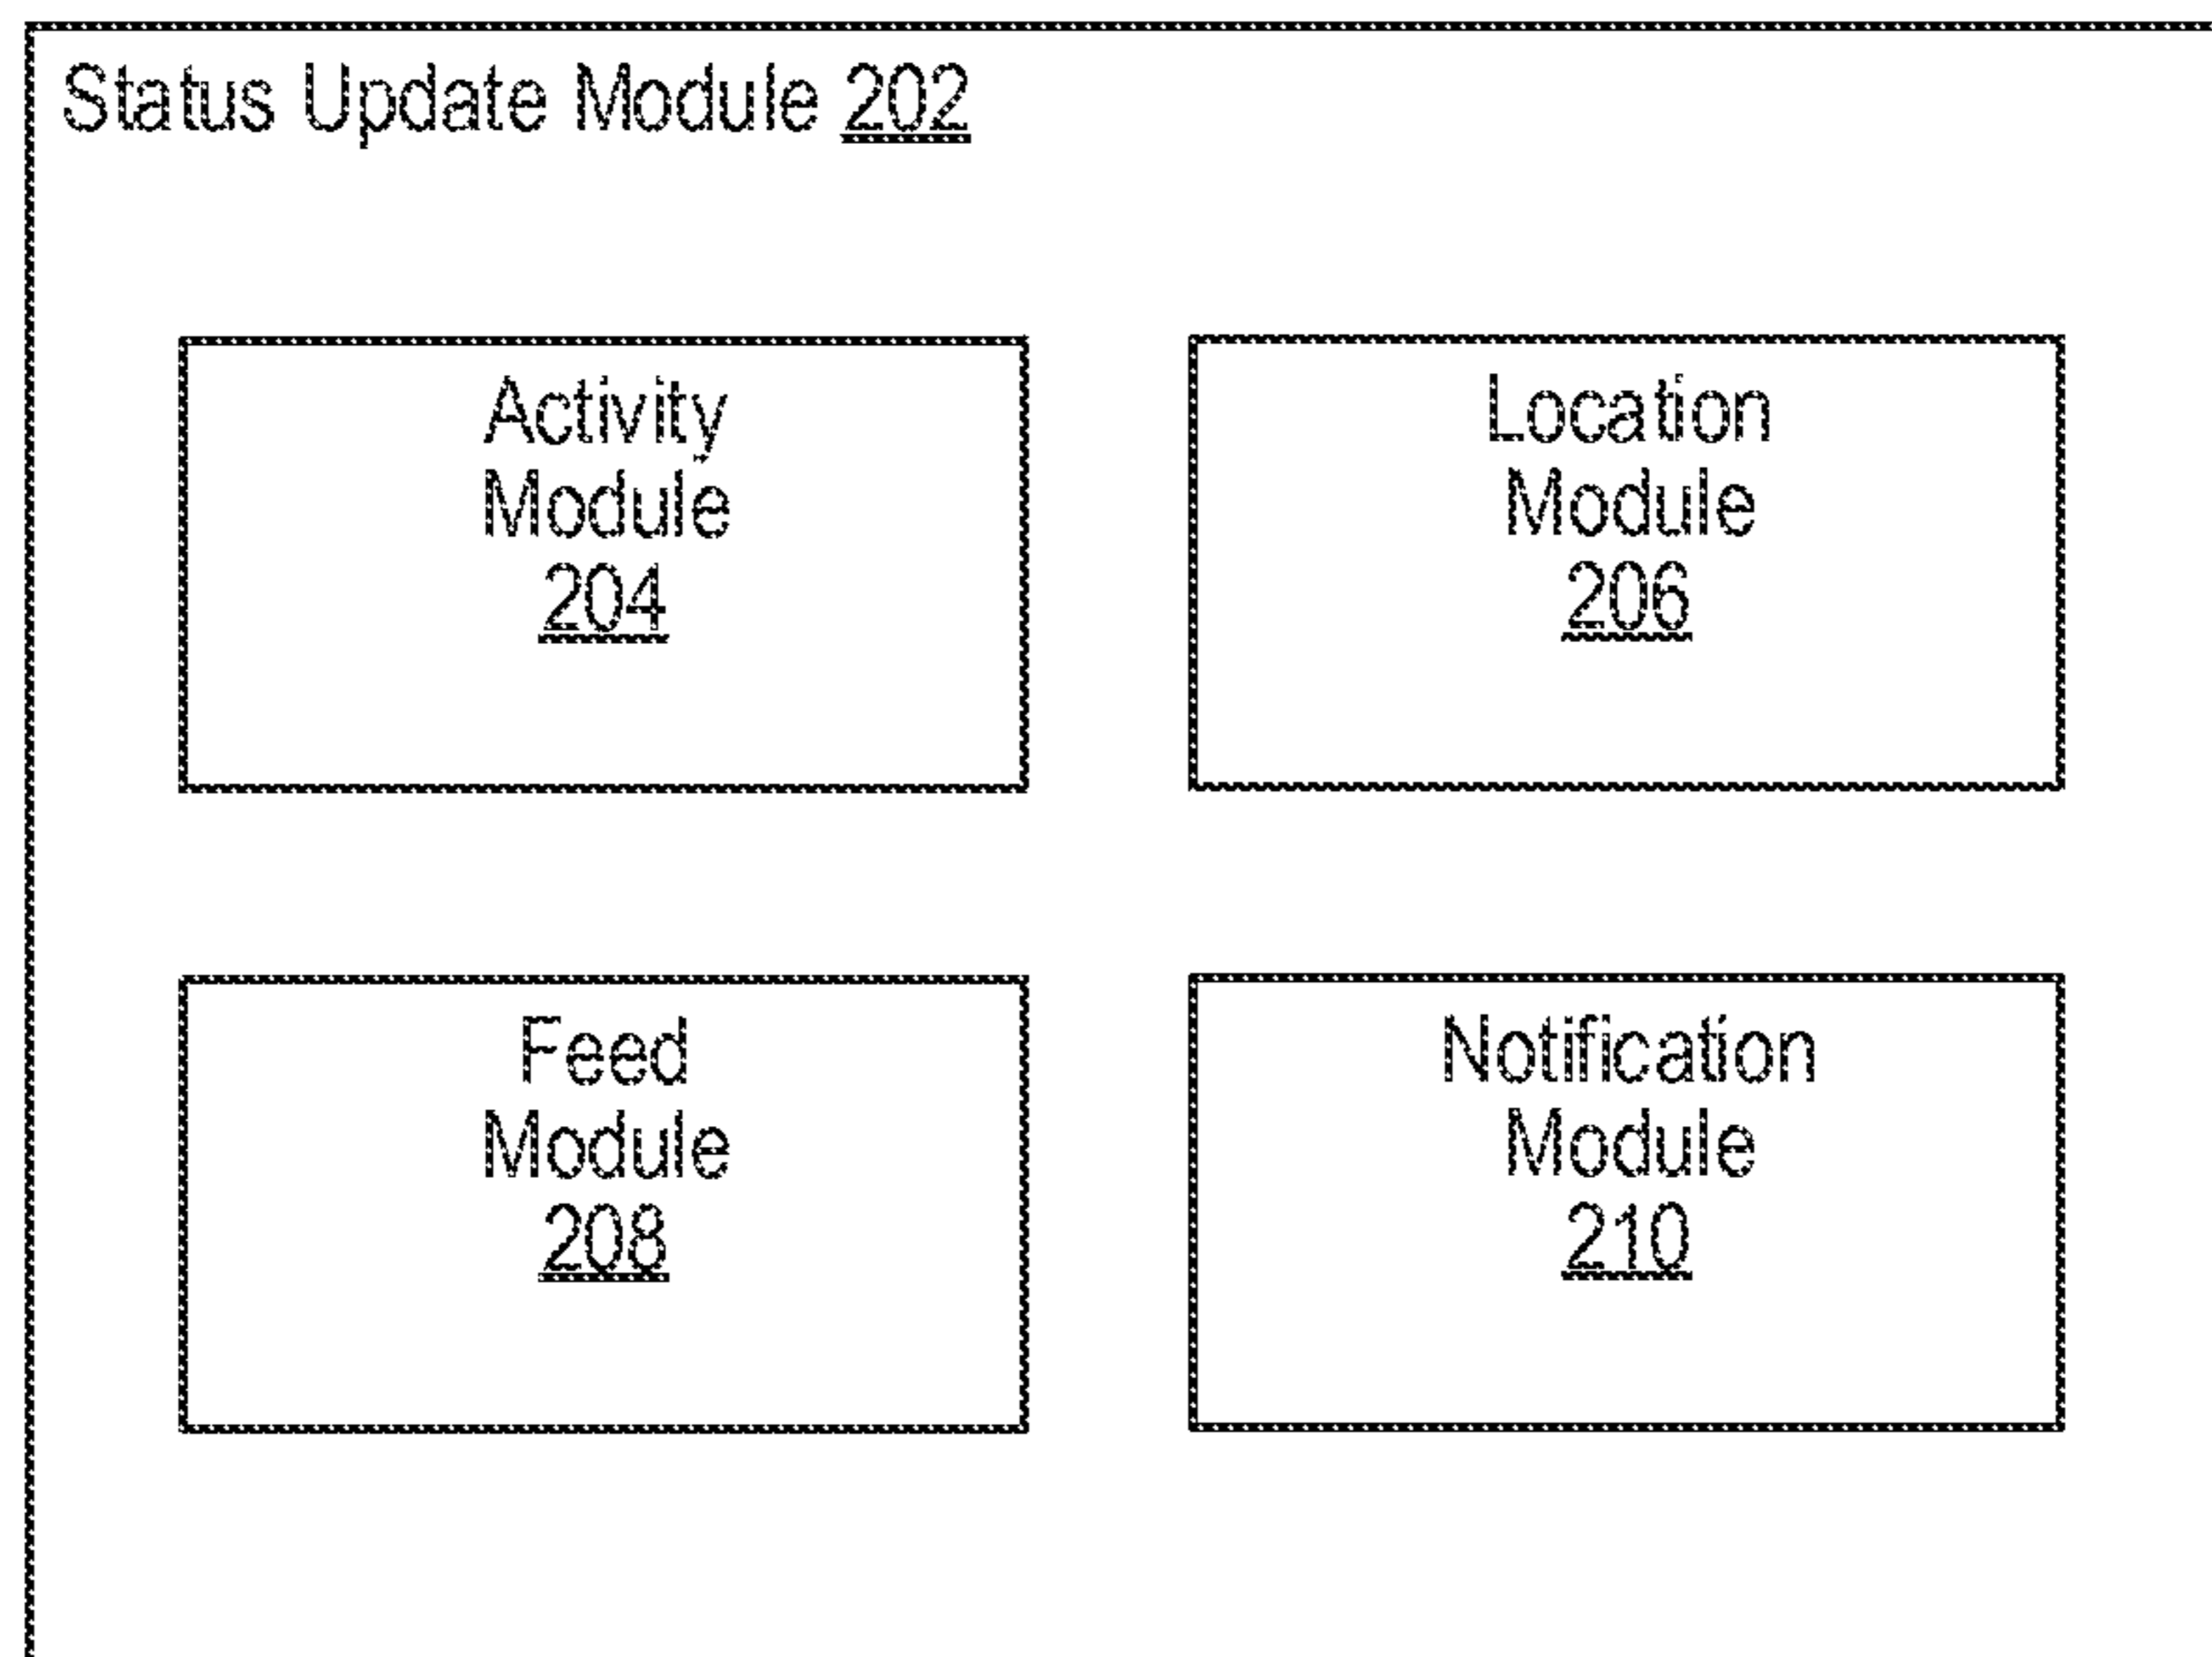 Status Update Module 202
Activity
Module
204
Location
Module
206
Feed
Module
208
Notification
Module
210